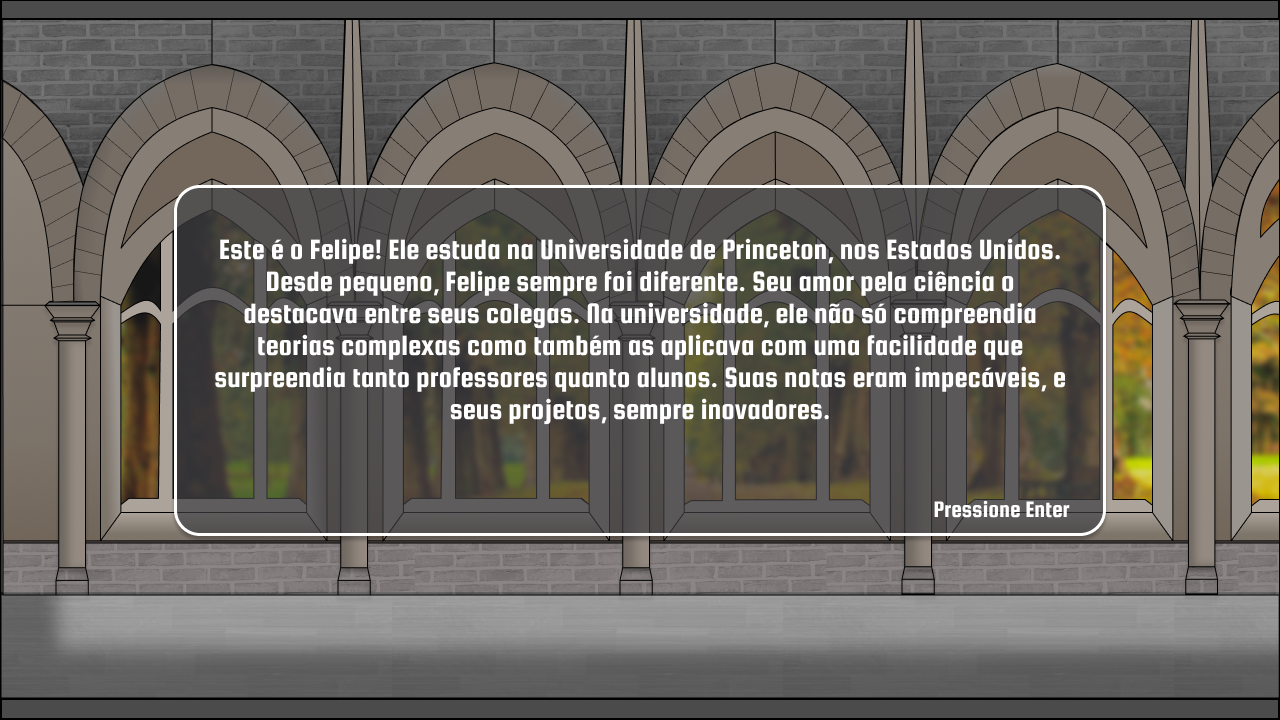 Este é o Felipe! Ele estuda na Universidade de Princeton, nos Estados Unidos.
Desde pequeno, Felipe sempre foi diferente. Seu amor pela ciência o
destacava entre seus colegas. Na universidade, ele não só compreendia
teorias complexas como também as aplicava com uma facilidade que
surpreendia tanto professores quanto alunos. Suas notas eram impecáveis, e
seus projetos, sempre inovadores.
Pressione Enter